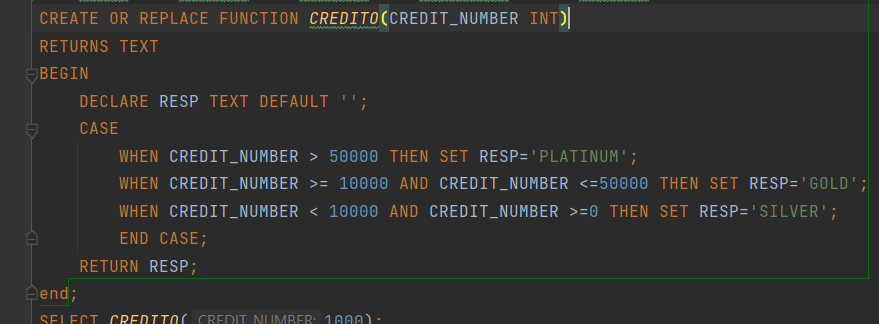 CREATE OR REPLACE FUNCTION CREDITO(CREDIT_NUMBER INT)
RETURNS TEXT
BEGIN
    DECLARE RESP TEXT DEFAULT '';
    CASE
        WHEN CREDIT_NUMBER > 50000 THEN SET RESP='PLATINUM';
        WHEN CREDIT_NUMBER >= 10000 AND CREDIT_NUMBER <=50000 THEN SET RESP='GOLD';
        WHEN CREDIT_NUMBER < 10000 AND CREDIT_NUMBER >=0 THEN SET RESP='SILVER';
        END CASE;
    RETURN RESP;
end;
SELECT CREDITO( CREDIT_NUMBER: 1000);